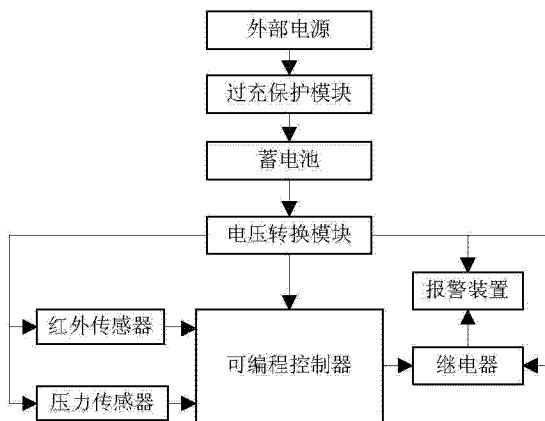 外部电源
过充保护模块
蓄电池
电压转换模块
报警装置
红外传感器
可编程控制器
继电器
压力传感器